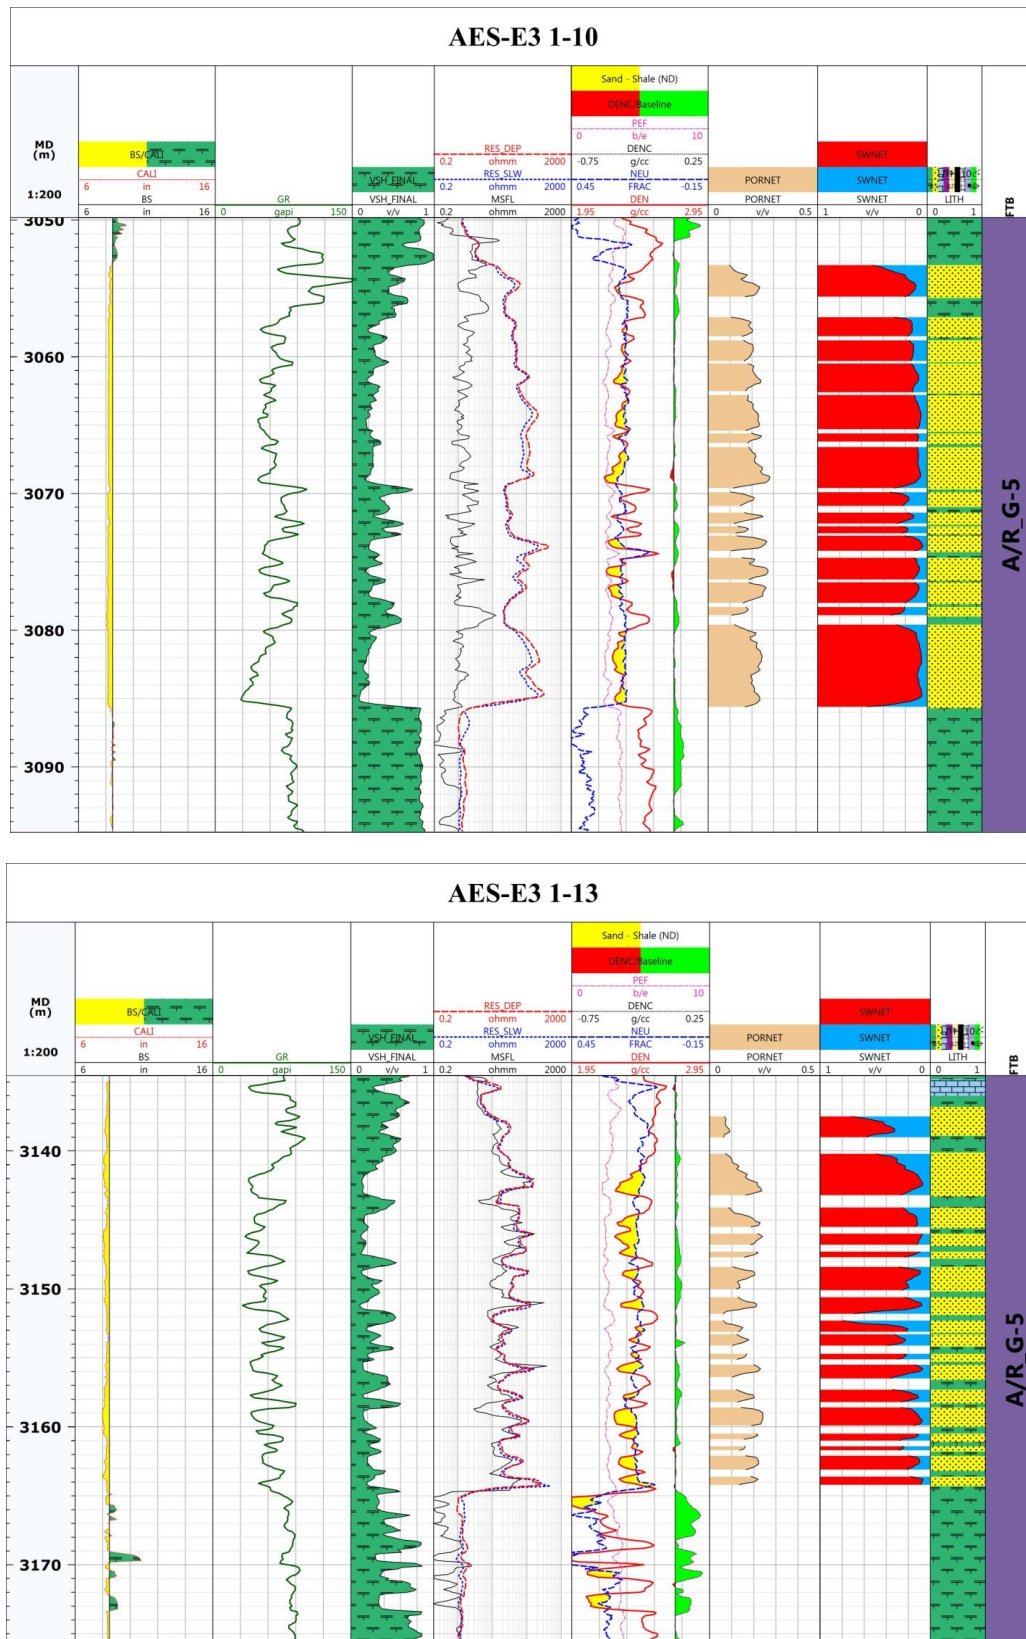 AES-E3 1-10
Sand - Shale (ND)
DENC/Baseline
PEF
0 b/e 10
MD (m)
BS/CALI
RES_DEP
0.2 ohmm 2000
DENC
-0.75 g/cc 0.25
SWNET
CALI
6 in 16
VSH_FINAL
RES_SLW
0.2 ohmm 2000
NEU
0.45 FRAC -0.15
PORNET
SWNET
1:200
BS
6 in 16
GR
0 gapi 150
VSH_FINAL
0 v/v 1
MSFL
0.2 ohmm 2000
DEN
1.95 g/cc 2.95
PORNET
0 v/v 0.5
SWNET
1 v/v 0
LITH
0 1
FTB
3050
3060
3070
3080
3090
A/R_G-5
AES-E3 1-13
Sand - Shale (ND)
DENC/Baseline
PEF
0 b/e 10
MD (m)
BS/CALI
RES_DEP
0.2 ohmm 2000
DENC
-0.75 g/cc 0.25
SWNET
CALI
6 in 16
VSH_FINAL
RES_SLW
0.2 ohmm 2000
NEU
0.45 FRAC -0.15
PORNET
SWNET
1:200
BS
6 in 16
GR
0 gapi 150
VSH_FINAL
0 v/v 1
MSFL
0.2 ohmm 2000
DEN
1.95 g/cc 2.95
PORNET
0 v/v 0.5
SWNET
1 v/v 0
LITH
0 1
FTB
3140
3150
3160
3170
A/R_G-5